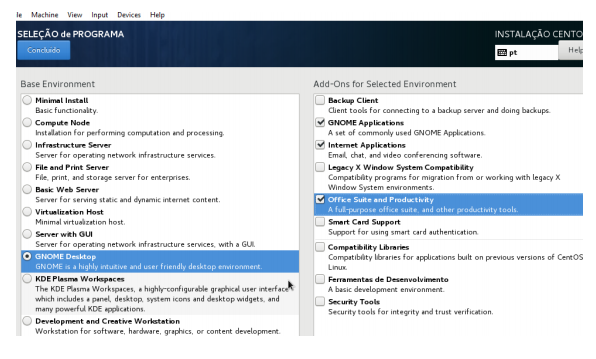 le Machine View Input Devices Help
SELEÇÃO de PROGRAMA
INSTALAÇÃO CENTO
Concluído
pt
Help
Base Environment
Minimal Install
Basic functionality.
Compute Node
Installation for performing computation and processing.
Infrastructure Server
Server for operating network infrastructure services.
File and Print Server
File, print, and storage server for enterprises.
Basic Web Server
Server for serving static and dynamic internet content.
Virtualization Host
Minimal virtualization host.
Server with GUI
Server for operating network infrastructure services, with a GUI.
GNOME Desktop
GNOME is a highly intuitive and user friendly desktop environment.
KDE Plasma Workspaces
The KDE Plasma Workspaces, a highly-configurable graphical user interface
which includes a panel, desktop, system icons and desktop widgets, and
many powerful KDE applications.
Development and Creative Workstation
Workstation for software, hardware, graphics, or content development.
Add-Ons for Selected Environment
Backup Client
Client tools for connecting to a backup server and doing backups.
GNOME Applications
A set of commonly used GNOME Applications.
Internet Applications
Email, chat, and video conferencing software.
Legacy X Window System Compatibility
Compatibility programs for migration from or working with legacy X
Window System environments.
Office Suite and Productivity
A full-purpose office suite, and other productivity tools.
Smart Card Support
Support for using smart card authentication.
Compatibility Libraries
Compatibility libraries for applications built on previous versions of CentOS
Linux.
Ferramentas de Desenvolvimento
A basic development environment.
Security Tools
Security tools for integrity and trust verification.